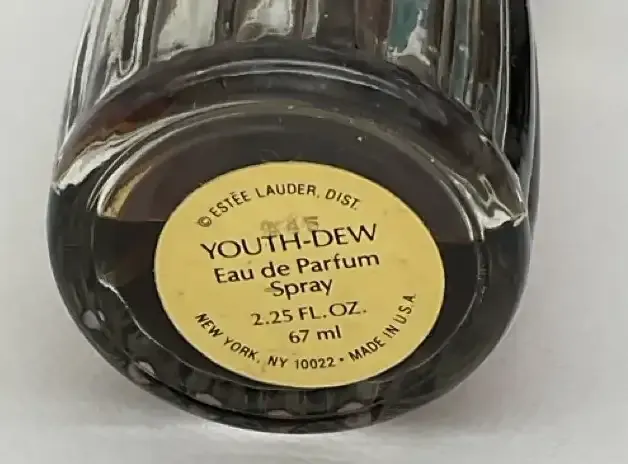 © ESTÉE LAUDER, DIST.
YOUTH-DEW
Eau de Parfum
Spray
2.25 FL. OZ.
67 ml
NEW YORK, NY 10022 • MADE IN U.S.A.